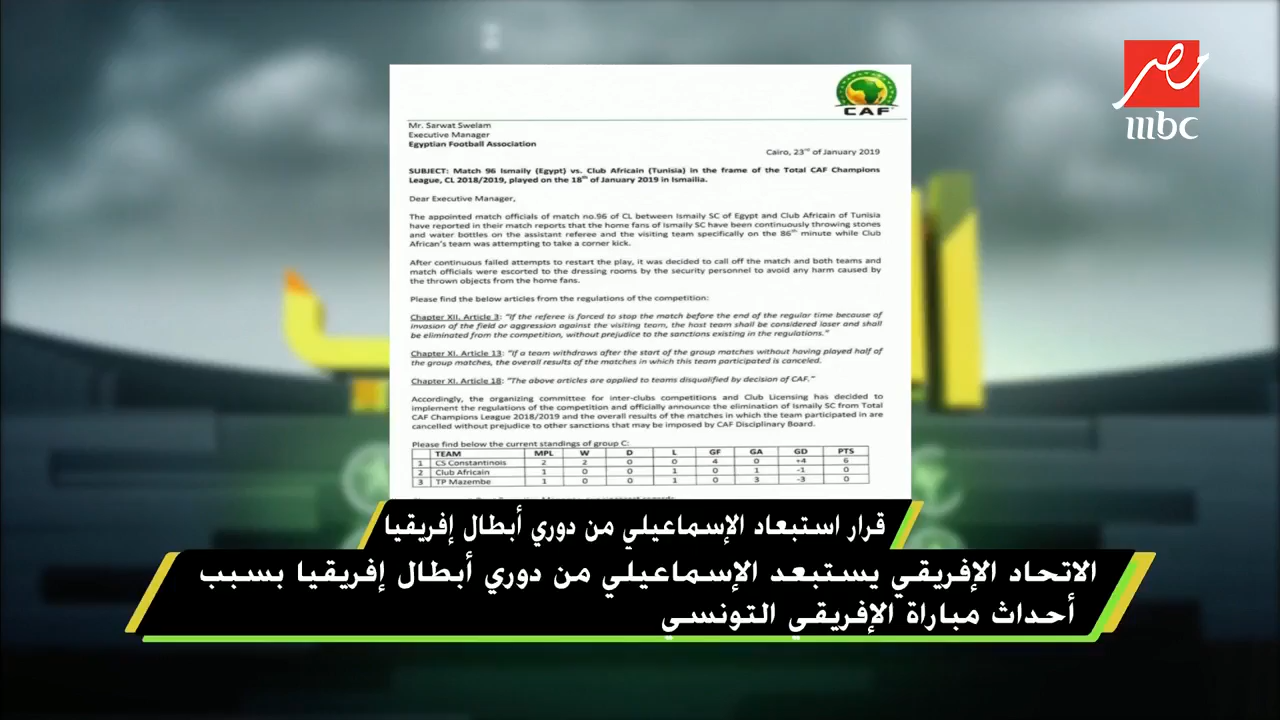 مصر
mbc
CAF
Mr. Sarwat Swelam
Executive Manager
Egyptian Football Association
Cairo, 23rd of January 2019
SUBJECT: Match 96 Ismaily (Egypt) vs. Club Africain (Tunisia) in the frame of the Total CAF Champions
League, CL 2018/2019, played on the 18th of January 2019 in Ismailia.
Dear Executive Manager,
The appointed match officials of match no.96 of CL between Ismaily SC of Egypt and Club Africain of Tunisia
have reported in their match reports that the home fans of Ismaily SC have been continuously throwing stones
and water bottles on the assistant referee and the visiting team specifically on the 86th minute while Club
African's team was attempting to take a corner kick.
After continuous failed attempts to restart the play, it was decided to call off the match and both teams and
match officials were escorted to the dressing rooms by the security personnel to avoid any harm caused by
the thrown objects from the home fans.
Please find the below articles from the regulations of the competition:
Chapter XII. Article 3: "If the referee is forced to stop the match before the end of the regular time because of
invasion of the field or aggression against the visiting team, the host team shall be considered loser and shall
be eliminated from the competition, without prejudice to the sanctions existing in the regulations."
Chapter XI. Article 13: "If a team withdraws after the start of the group matches without having played half of
the group matches, the overall results of the matches in which this team participated is canceled.
Chapter XI. Article 18: "The above articles are applied to teams disqualified by decision of CAF."
Accordingly, the organizing committee for inter-clubs competitions and Club Licensing has decided to
implement the regulations of the competition and officially announce the elimination of Ismaily SC from Total
CAF Champions League 2018/2019 and the overall results of the matches in which the team participated in are
cancelled without prejudice to other sanctions that may be imposed by CAF Disciplinary Board.
Please find below the current standings of group C:
TEAM MPL W D L GF GA GD PTS
1 CS Constantinois 2 2 0 0 4 0 +4 6
2 Club Africain 1 0 0 1 0 1 -1 0
3 TP Mazembe 1 0 0 1 0 3 -3 0
قرار استبعاد الإسماعيلي من دوري أبطال إفريقيا
الاتحاد الإفريقي يستبعد الإسماعيلي من دوري أبطال إفريقيا بسبب
أحداث مباراة الإفريقي التونسي